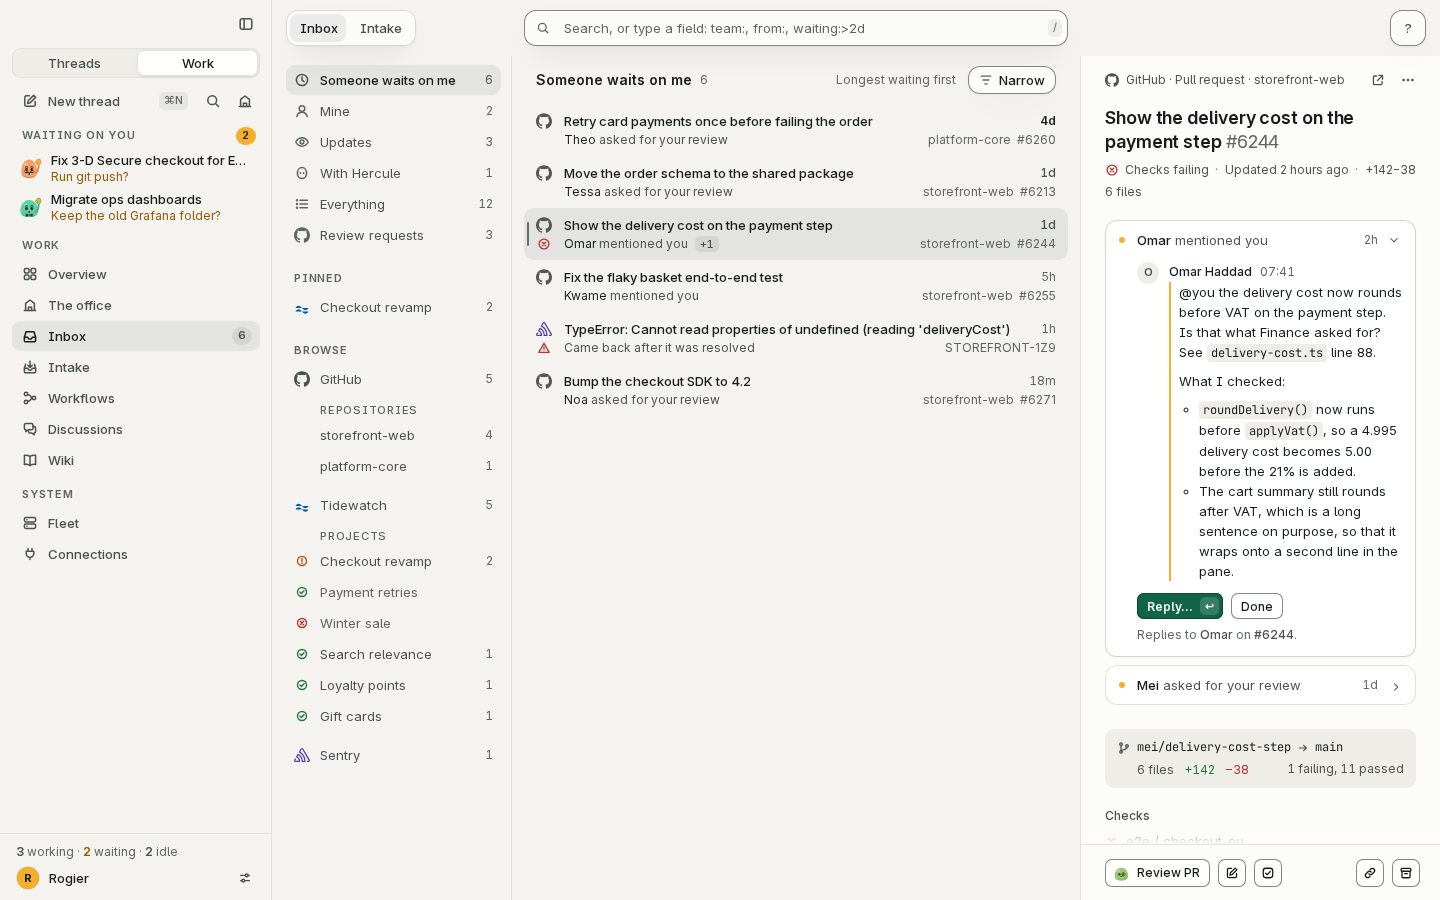 Threads
Work
New thread
⌘N
WAITING ON YOU
2
Fix 3-D Secure checkout for E…
Run git push?
Migrate ops dashboards
Keep the old Grafana folder?
WORK
Overview
The office
Inbox
6
Intake
Workflows
Discussions
Wiki
SYSTEM
Fleet
Connections
3 working · 2 waiting · 2 idle
R
Rogier
Inbox
Intake
Someone waits on me 6
Mine 2
Updates 3
With Hercule 1
Everything 12
Review requests 3
PINNED
Checkout revamp 2
BROWSE
GitHub 5
REPOSITORIES
storefront-web 4
platform-core 1
Tidewatch 5
PROJECTS
Checkout revamp 2
Payment retries
Winter sale
Search relevance 1
Loyalty points 1
Gift cards 1
Sentry 1
Search, or type a field: team:, from:, waiting:>2d
/
?
Someone waits on me 6
Longest waiting first
Narrow
Retry card payments once before failing the order 4d
Theo asked for your review platform-core #6260
Move the order schema to the shared package 1d
Tessa asked for your review storefront-web #6213
Show the delivery cost on the payment step 1d
Omar mentioned you +1 storefront-web #6244
Fix the flaky basket end-to-end test 5h
Kwame mentioned you storefront-web #6255
TypeError: Cannot read properties of undefined (reading 'deliveryCost') 1h
Came back after it was resolved STOREFRONT-1Z9
Bump the checkout SDK to 4.2 18m
Noa asked for your review storefront-web #6271
GitHub · Pull request · storefront-web
Show the delivery cost on the
payment step #6244
Checks failing · Updated 2 hours ago · +142−38
6 files
Omar mentioned you 2h
O
Omar Haddad 07:41
@you the delivery cost now rounds
before VAT on the payment step.
Is that what Finance asked for?
See delivery-cost.ts line 88.
What I checked:
roundDelivery() now runs
before applyVat(), so a 4.995
delivery cost becomes 5.00
before the 21% is added.
The cart summary still rounds
after VAT, which is a long
sentence on purpose, so that it
wraps onto a second line in the
pane.
Reply… ↩
Done
Replies to Omar on #6244.
Mei asked for your review 1d
mei/delivery-cost-step → main
6 files +142 −38 1 failing, 11 passed
Checks
e2e / checkout-eu
Review PR